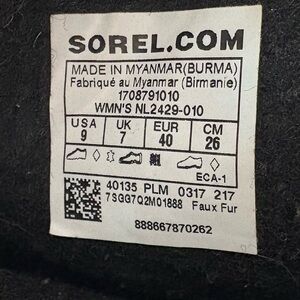 SOREL.COM
MADE IN MYANMAR(BURMA)
Fabriqué au Myanmar (Birmanie)
1708791010
WMN'S NL2429-010
USA UK EUR CM
9 7 40 26
ECA-1
40135 PLM 0317 217
7SGG7Q2M01888 Faux Fur
888667870262